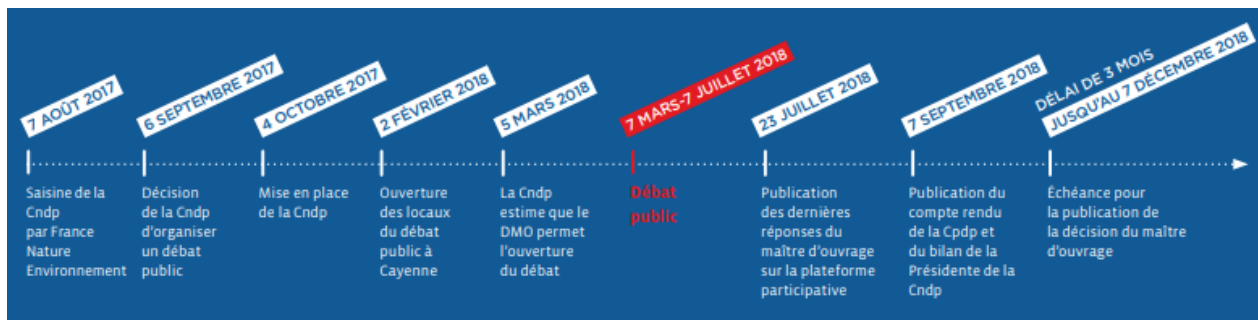 7 AOÛT 2017
Saisine de la
Cndp
par France
Nature
Environnement
6 SEPTEMBRE 2017
Décision
de la Cndp
d'organiser
un débat
public
4 OCTOBRE 2017
Mise en place
de la Cndp
2 FÉVRIER 2018
Ouverture
des locaux
du débat
public à
Cayenne
5 MARS 2018
La Cndp
estime que le
DMO permet
l'ouverture
du débat
7 MARS-7 JUILLET 2018
Débat
public
23 JUILLET 2018
Publication
des dernières
réponses du
maître d'ouvrage
sur la plateforme
participative
7 SEPTEMBRE 2018
Publication du
compte rendu
de la Cpdp et
du bilan de la
Présidente de la
Cndp
DÉLAI DE 3 MOIS
JUSQU'AU 7 DÉCEMBRE 2018
Échéance pour
la publication de
la décision du maître
d'ouvrage